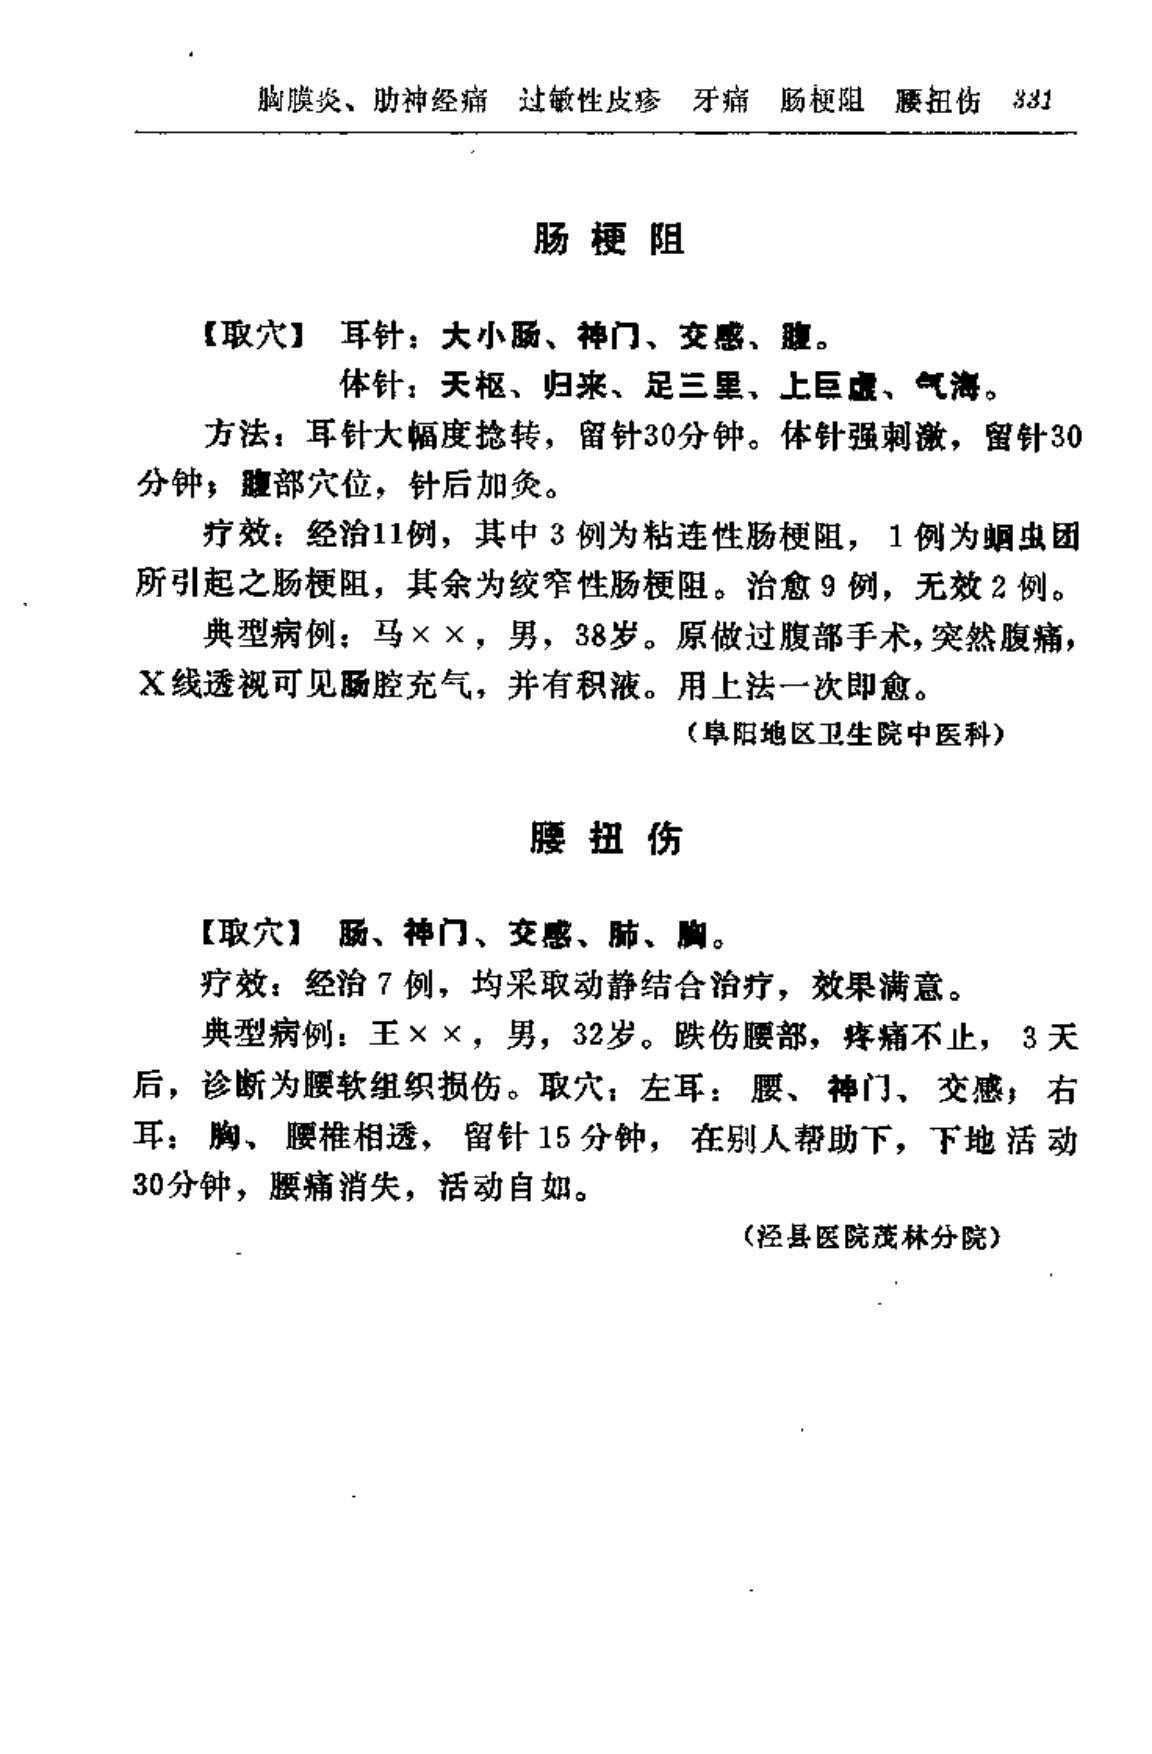 胸膜炎、肋神经痛 过敏性皮疹 牙痛 肠梗阻 腰扭伤 331
肠梗阻
【取穴】 耳针：大小肠、神门、交感、腹。
体针：天枢、归来、足三里、上巨虚、气海。
方法：耳针大幅度捻转，留针30分钟。体针强刺激，留针30
分钟；腹部穴位，针后加灸。
疗效：经治11例，其中3例为粘连性肠梗阻，1例为蛔虫团
所引起之肠梗阻，其余为绞窄性肠梗阻。治愈9例，无效2例。
典型病例：马××，男，38岁。原做过腹部手术，突然腹痛，
X线透视可见肠腔充气，并有积液。用上法一次即愈。
（阜阳地区卫生院中医科）
腰扭伤
【取穴】 肠、神门、交感、肺、胸。
疗效：经治7例，均采取动静结合治疗，效果满意。
典型病例：王××，男，32岁。跌伤腰部，疼痛不止，3天
后，诊断为腰软组织损伤。取穴：左耳：腰、神门、交感；右
耳：胸、腰椎相透，留针15分钟，在别人帮助下，下地活动
30分钟，腰痛消失，活动自如。
（泾县医院茂林分院）